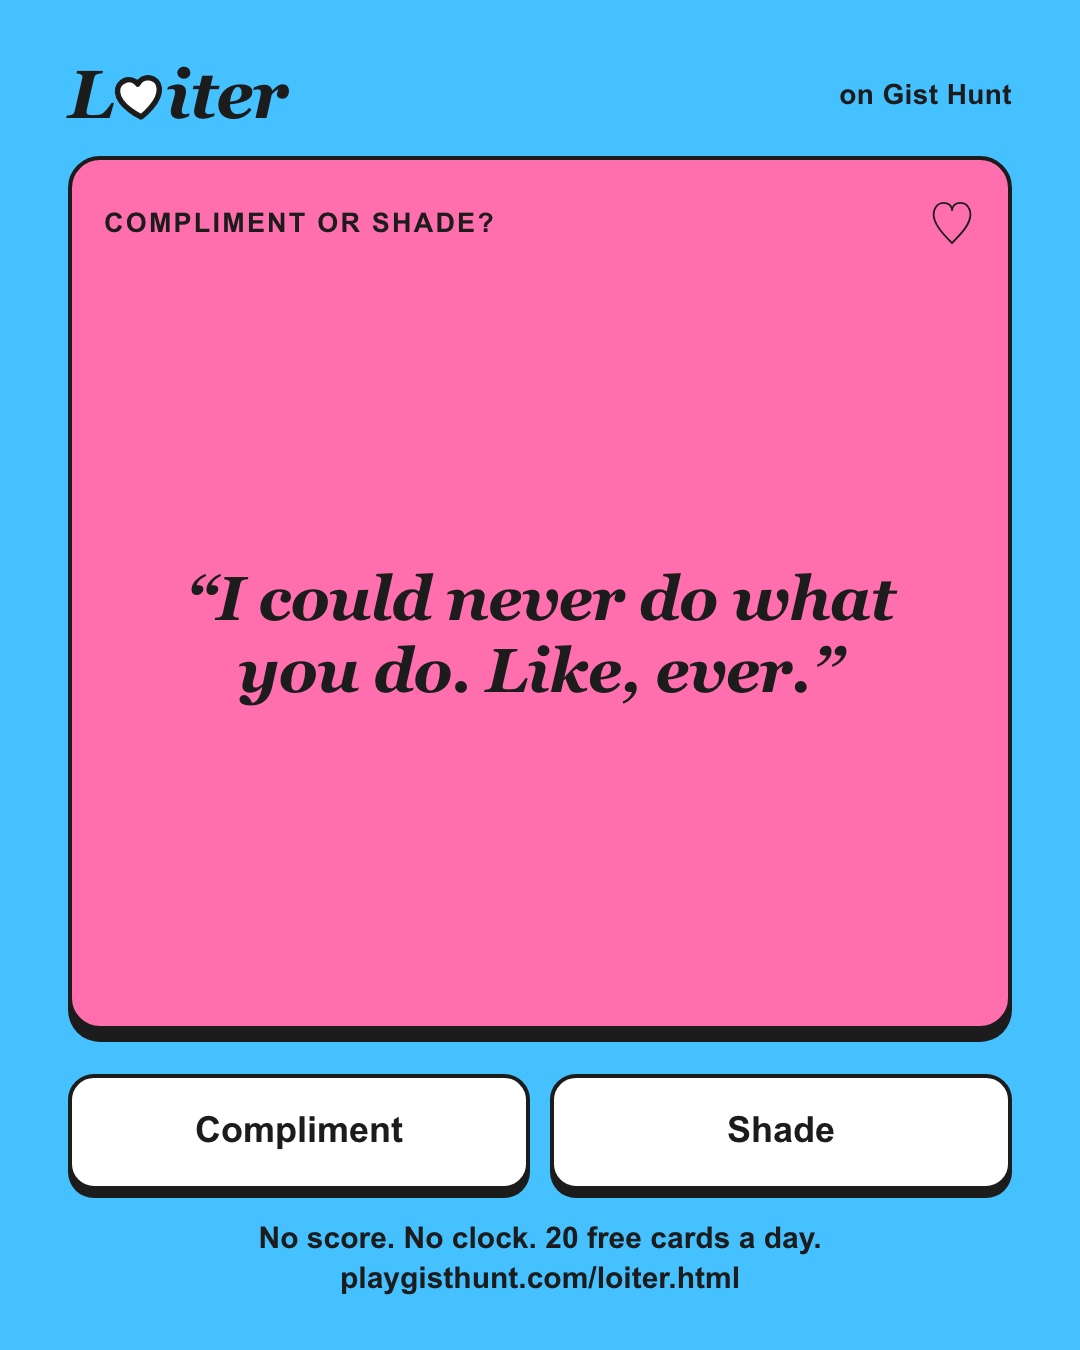 Loiter
on Gist Hunt
COMPLIMENT OR SHADE?
“I could never do what
you do. Like, ever.”
Compliment
Shade
No score. No clock. 20 free cards a day.
playgisthunt.com/loiter.html